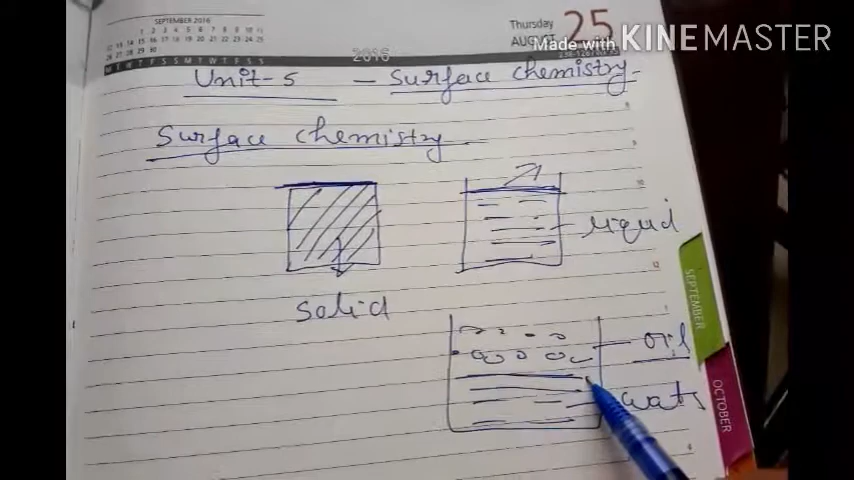 SEPTEMBER 2016
Thursday 25
AUGUST
Made with KINEMASTER
2016
M T W T F S S M T W T F S S M T W T F S S M T W T F S S
Unit-5 - Surface chemistry
Surface chemistry
liquid
Solid
oil
SEPTEMBER
OCTOBER